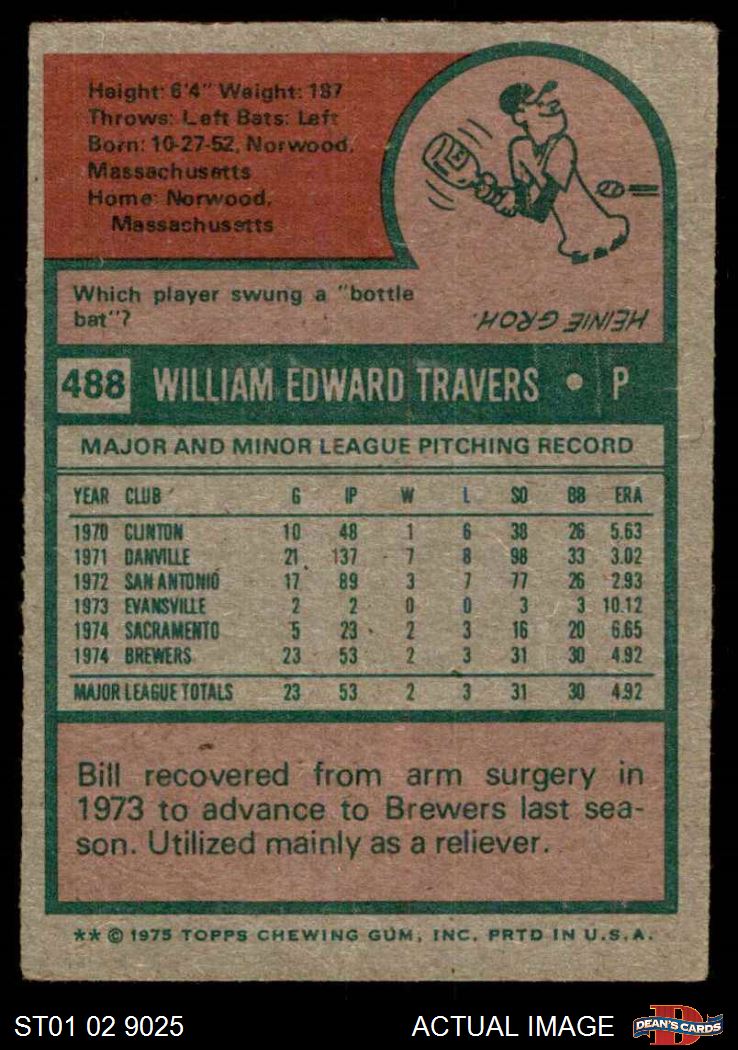 Height: 6'4" Weight: 187
Throws: Left Bats: Left
Born: 10-27-52, Norwood,
Massachusetts
Home: Norwood,
Massachusetts
Which player swung a "bottle
bat"?
HEINIE GROH.
488 WILLIAM EDWARD TRAVERS • P
MAJOR AND MINOR LEAGUE PITCHING RECORD
YEAR CLUB G IP W L SO BB ERA
1970 CLINTON 10 48 1 6 38 26 5.63
1971 DANVILLE 21 137 7 8 98 33 3.02
1972 SAN ANTONIO 17 89 3 7 77 26 2.93
1973 EVANSVILLE 2 2 0 0 3 3 10.12
1974 SACRAMENTO 5 23 2 3 16 20 6.65
1974 BREWERS 23 53 2 3 31 30 4.92
MAJOR LEAGUE TOTALS 23 53 2 3 31 30 4.92
Bill recovered from arm surgery in
1973 to advance to Brewers last sea-
son. Utilized mainly as a reliever.
** © 1975 TOPPS CHEWING GUM, INC. PRTD IN U.S.A.
ST01 02 9025 ACTUAL IMAGE DEAN'S CARDS